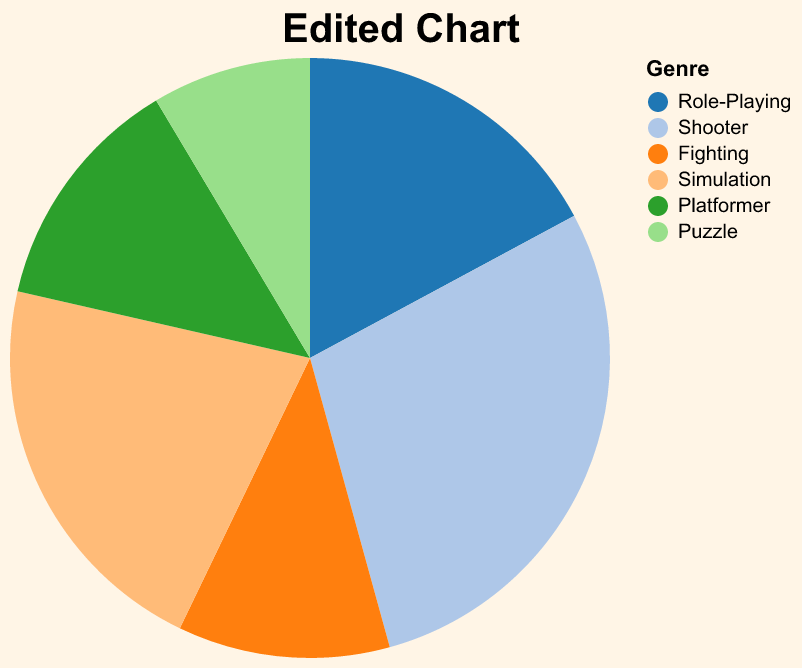 Edited Chart
Genre
Role-Playing
Shooter
Fighting
Simulation
Platformer
Puzzle